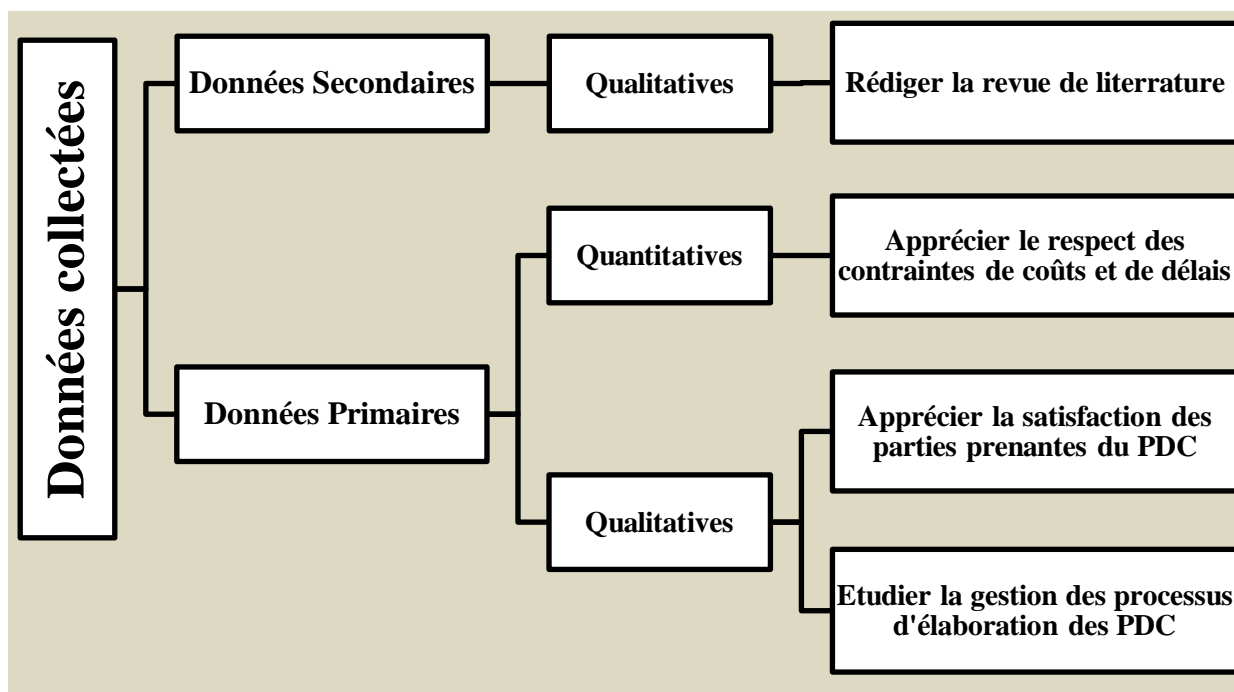 Données collectées
Données Secondaires
Qualitatives
Rédiger la revue de literrature
Données Primaires
Quantitatives
Apprécier le respect des
contraintes de coûts et de délais
Qualitatives
Apprécier la satisfaction des
parties prenantes du PDC
Etudier la gestion des processus
d'élaboration des PDC